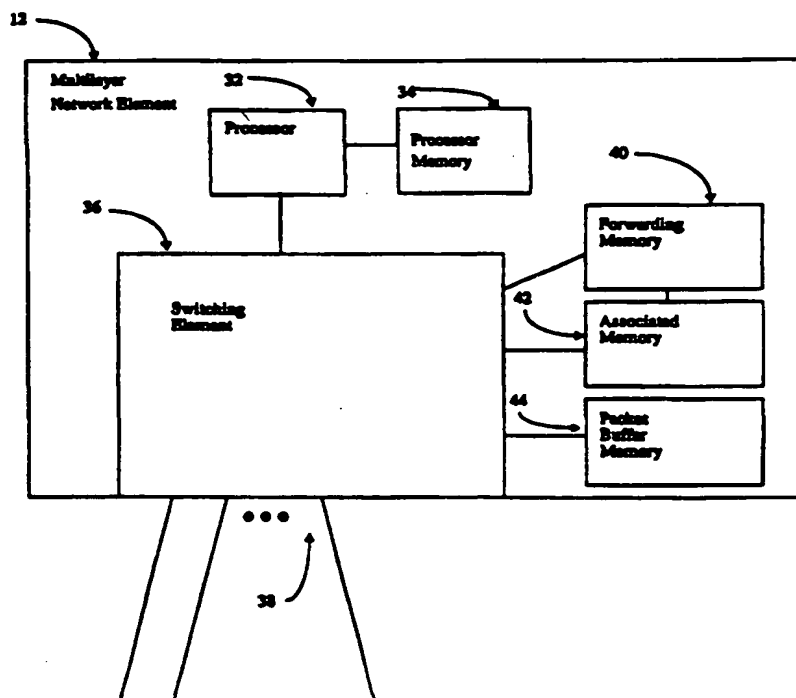 12
Multilayer
Network Element
32
Processor
34
Processor
Memory
40
Forwarding
Memory
36
Switching
Element
42
Associated
Memory
44
Packet
Buffer
Memory
38